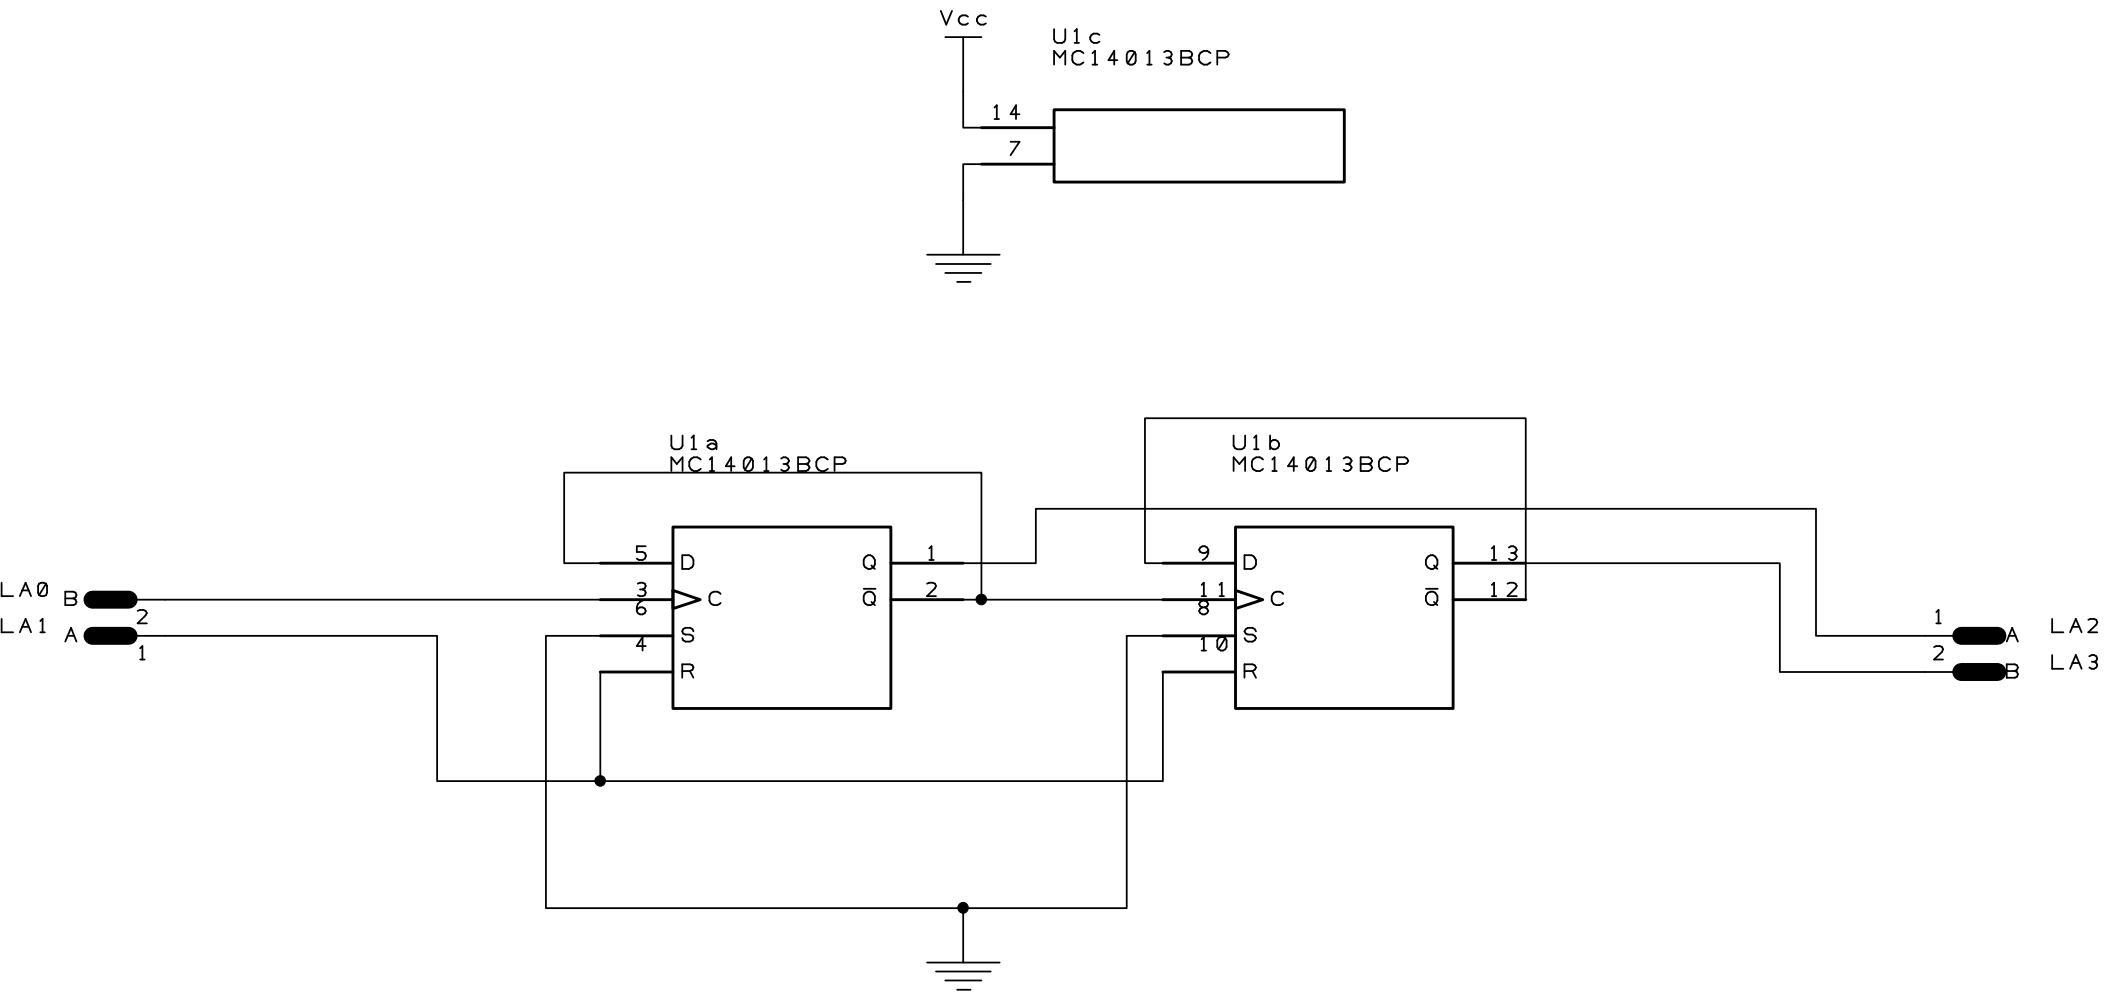 Vcc
U1c
MC14013BCP
14
7
U1a
MC14013BCP
U1b
MC14013BCP
5 D Q 1
9 D Q 13
LA0 B 3 C Q̅ 2
11 C Q̅ 12
2 6 8
LA1 A S S
1 4 10
1 A LA2
2 B LA3
R R